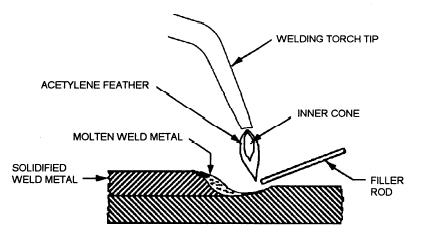 WELDING TORCH TIP
ACETYLENE FEATHER
INNER CONE
MOLTEN WELD METAL
SOLIDIFIED
WELD METAL
FILLER
ROD